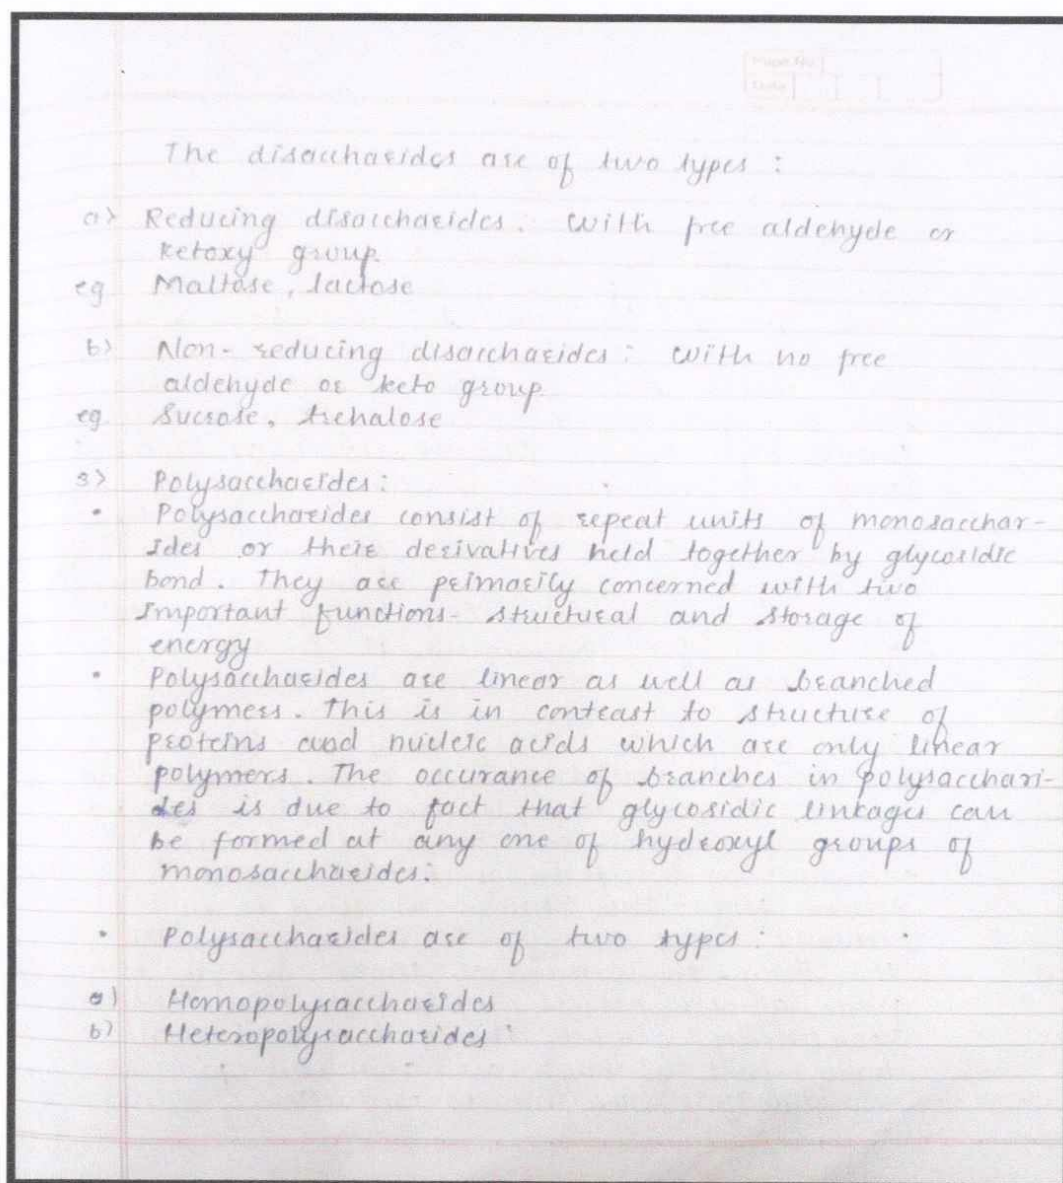 Page No.
Date
The disaccharides are of two types :
a) Reducing disaccharides : with free aldehyde or
ketoxy group
eg Maltose, lactose
b) Non-reducing disaccharides : with no free
aldehyde or keto group
eg. Sucrose, trehalose
3) Polysaccharides :
• Polysaccharides consist of repeat units of monosacchar-
ides or their derivatives held together by glycosidic
bond. They are primarily concerned with two
Important functions- structural and storage of
energy
• Polysaccharides are linear as well as branched
polymers. This is in contrast to structure of
proteins and nucleic acids which are only linear
polymers. The occurance of branches in polysacchari-
des is due to fact that glycosidic linkages can
be formed at any one of hydroxyl groups of
monosaccharides.
• Polysaccharides are of two types :
a) Homopolysaccharides
b) Heteropolysaccharides :